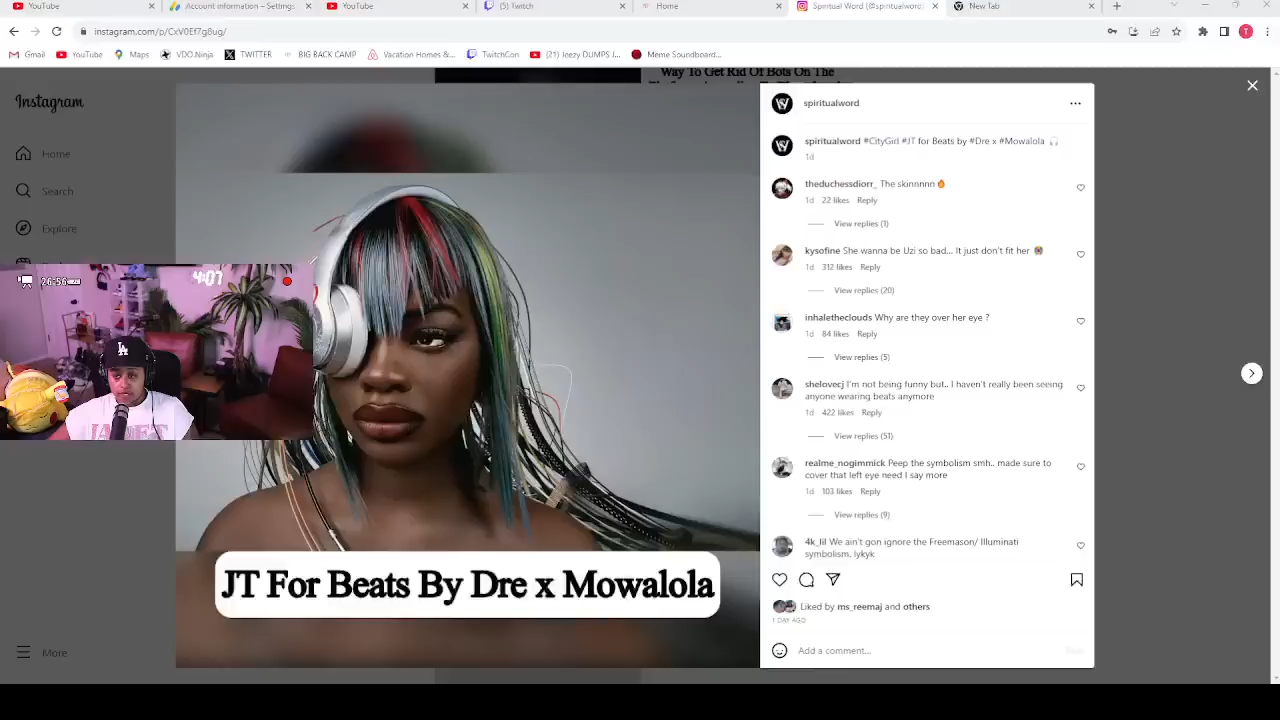 YouTube
Account information – Settings
YouTube
Twitch
Home
Spiritual Word (@spiritualword)
New Tab
instagram.com/p/CxV0Ef7g8ug/
Gmail
YouTube
Maps
VDO.Ninja
TWITTER
BIG BACK CAMP
Vacation Homes &...
TwitchCon
(21) Jeezy DUMPS J...
Meme Soundboard...
Way To Get Rid Of Bots On The
Instagram
Home
Search
Explore
More
26:56
4:07
LA
JT For Beats By Dre x Mowalola
spiritualword
spiritualword #CityGirl #JT for Beats by #Dre x #Mowalola
1d
theduchessdiorr_ The skinnnnn
1d 22 likes Reply
View replies (1)
kysofine She wanna be Uzi so bad... It just don't fit her
1d 312 likes Reply
View replies (20)
inhaletheclouds Why are they over her eye ?
1d 84 likes Reply
View replies (5)
shelovecj I'm not being funny but.. I haven't really been seeing
anyone wearing beats anymore
1d 422 likes Reply
View replies (51)
realme_nogimmick Peep the symbolism smh.. made sure to
cover that left eye need I say more
1d 103 likes Reply
View replies (9)
4k_lil We ain't gon ignore the Freemason/ Illuminati
symbolism, lykyk
Liked by ms_reemaj and others
1 DAY AGO
Add a comment...
Post